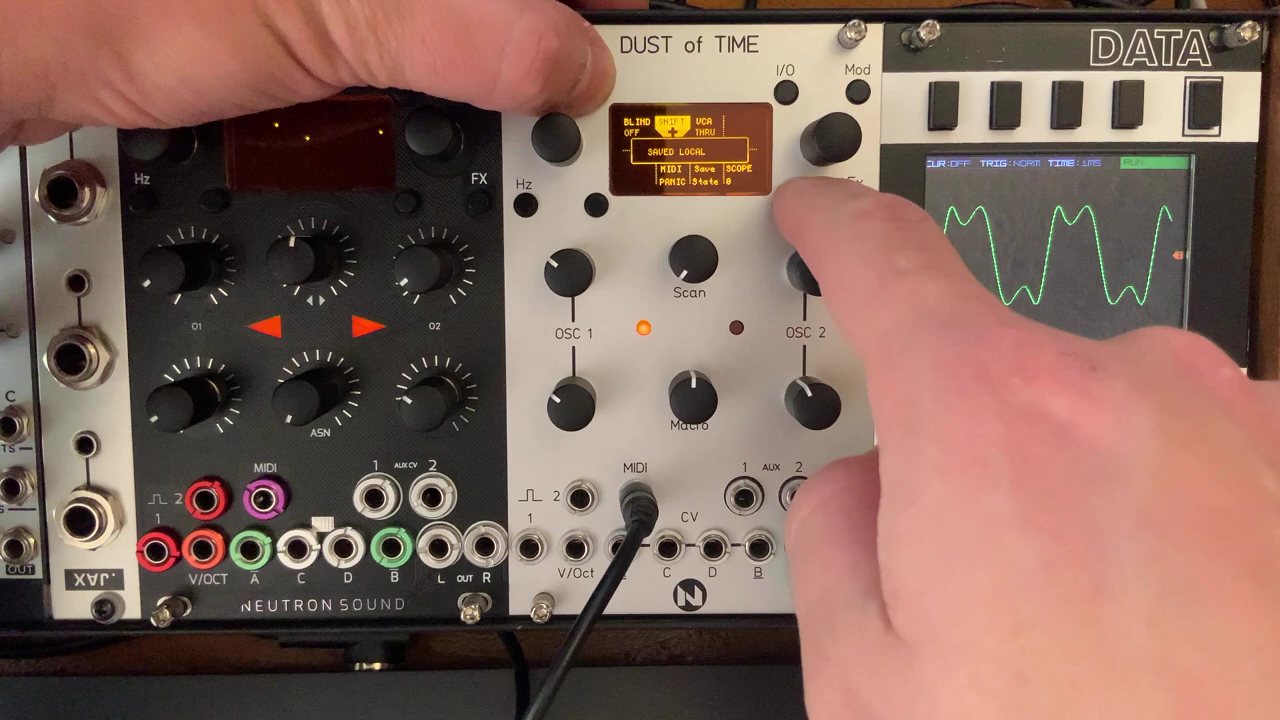 DUST of TIME
I/O
Mod
DATA
BLIND SHIFT VCA
OFF + THRU
SAVED LOCAL
MIDI Save SCOPE
PANIC State 0
CUR:OFF TRIG:NORM TIME:1MS RUN
Hz
FX
Hz
Scan
O1
O2
OSC 1
OSC 2
ASN
Macro
C
MIDI
1 AUX CV 2
MIDI
1 AUX 2
2
1
2
1
CV
V/OCT A C D B L OUT R
V/Oct C D B
OUT
JAX.
NEUTRON SOUND
N